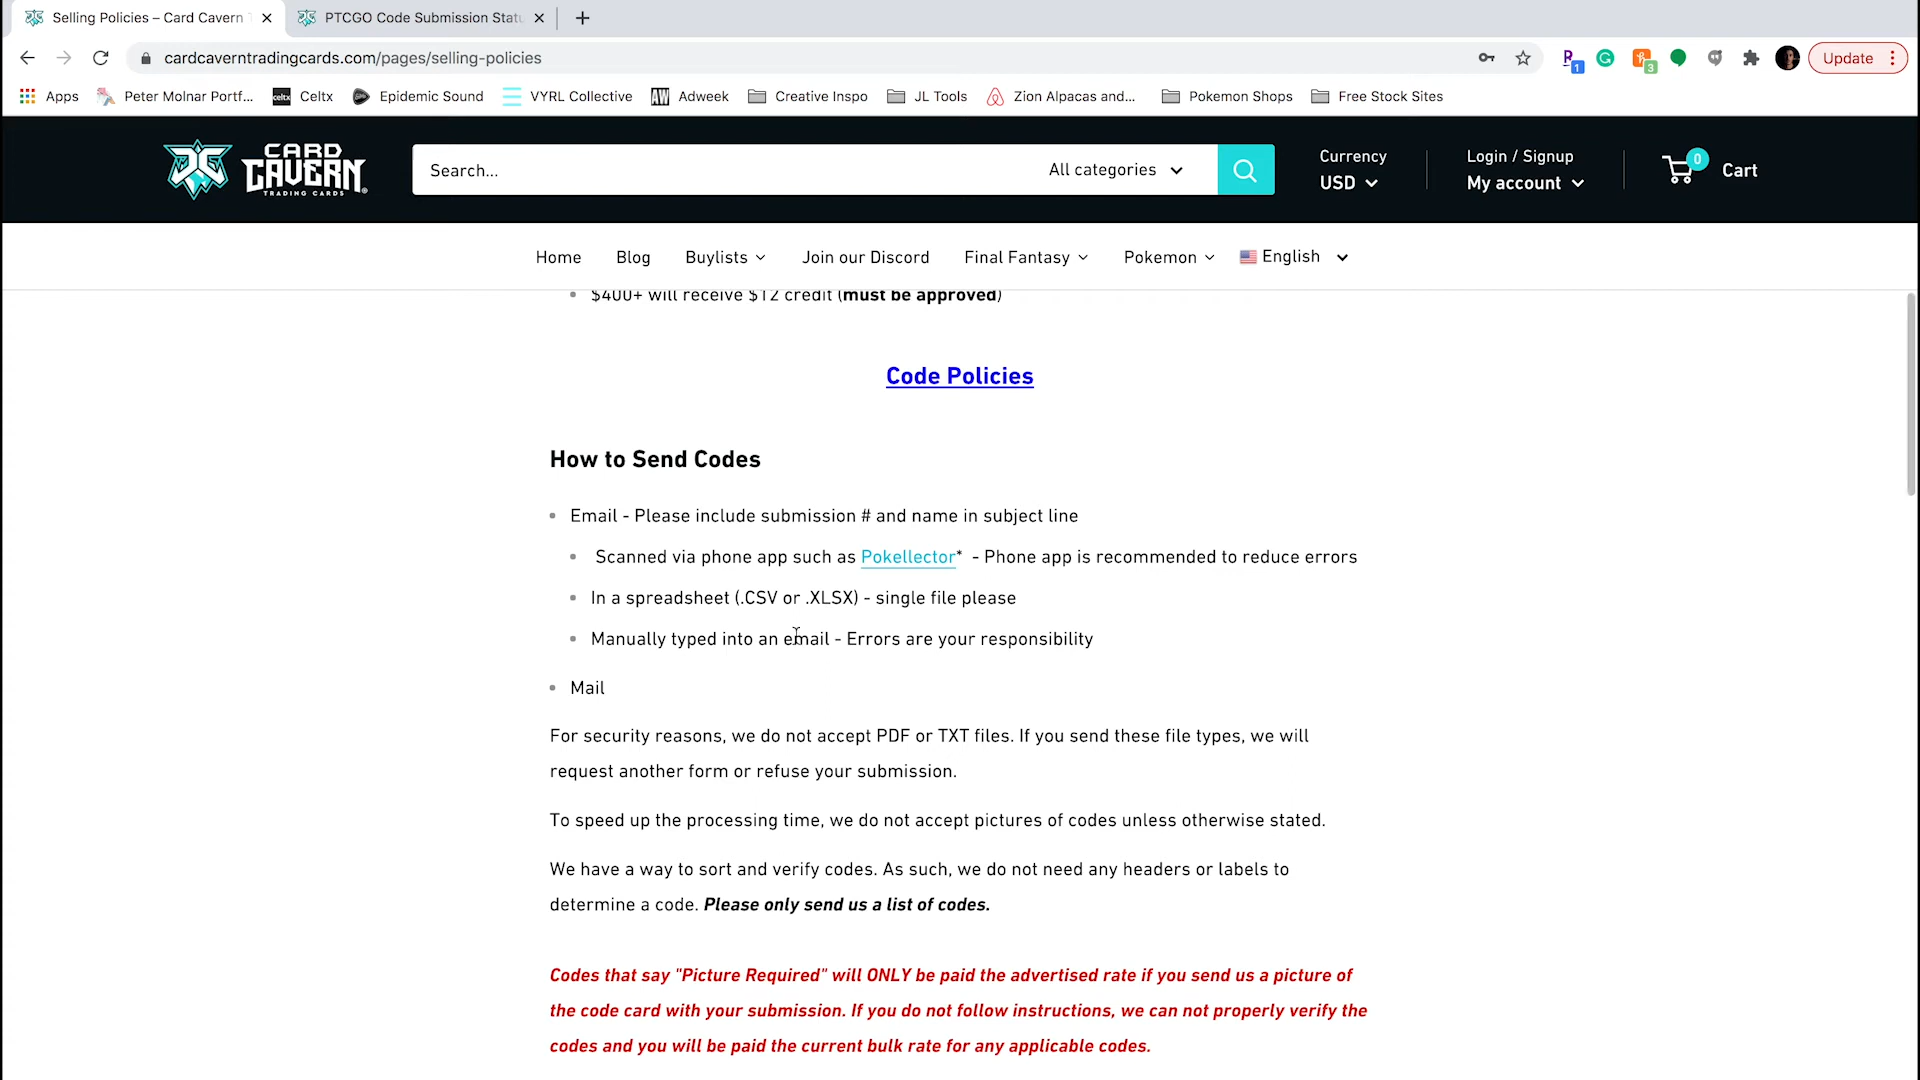 Selling Policies – Card Cavern T
PTCGO Code Submission Statu
cardcaverntradingcards.com/pages/selling-policies
1
3
Update
Apps
Peter Molnar Portf...
celtx Celtx
Epidemic Sound
VYRL Collective
AW Adweek
Creative Inspo
JL Tools
Zion Alpacas and...
Pokemon Shops
Free Stock Sites
CARD
CAVERN
TRADING CARDS
Search...
All categories
Currency
USD
Login / Signup
My account
0
Cart
Home
Blog
Buylists
Join our Discord
Final Fantasy
Pokemon
English
$400+ will receive $12 credit (must be approved)
Code Policies
How to Send Codes
Email - Please include submission # and name in subject line
Scanned via phone app such as Pokellector* - Phone app is recommended to reduce errors
In a spreadsheet (.CSV or .XLSX) - single file please
Manually typed into an email - Errors are your responsibility
Mail
For security reasons, we do not accept PDF or TXT files. If you send these file types, we will
request another form or refuse your submission.
To speed up the processing time, we do not accept pictures of codes unless otherwise stated.
We have a way to sort and verify codes. As such, we do not need any headers or labels to
determine a code. Please only send us a list of codes.
Codes that say "Picture Required" will ONLY be paid the advertised rate if you send us a picture of
the code card with your submission. If you do not follow instructions, we can not properly verify the
codes and you will be paid the current bulk rate for any applicable codes.